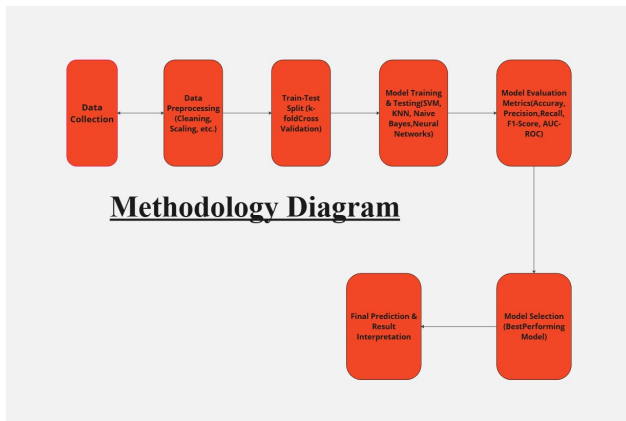 Data
Collection
Data
Preprocessing
(Cleaning,
Scaling, etc.)
Train-Test
Split (k-
foldCross
Validation)
Model Training
& Testing(SVM,
KNN, Naive
Bayes,Neural
Networks)
Model Evaluation
Metrics(Accuray,
Precision,Recall,
F1-Score, AUC-
ROC)
Methodology Diagram
Final Prediction &
Result
Interpretation
Model Selection
(BestPerforming
Model)